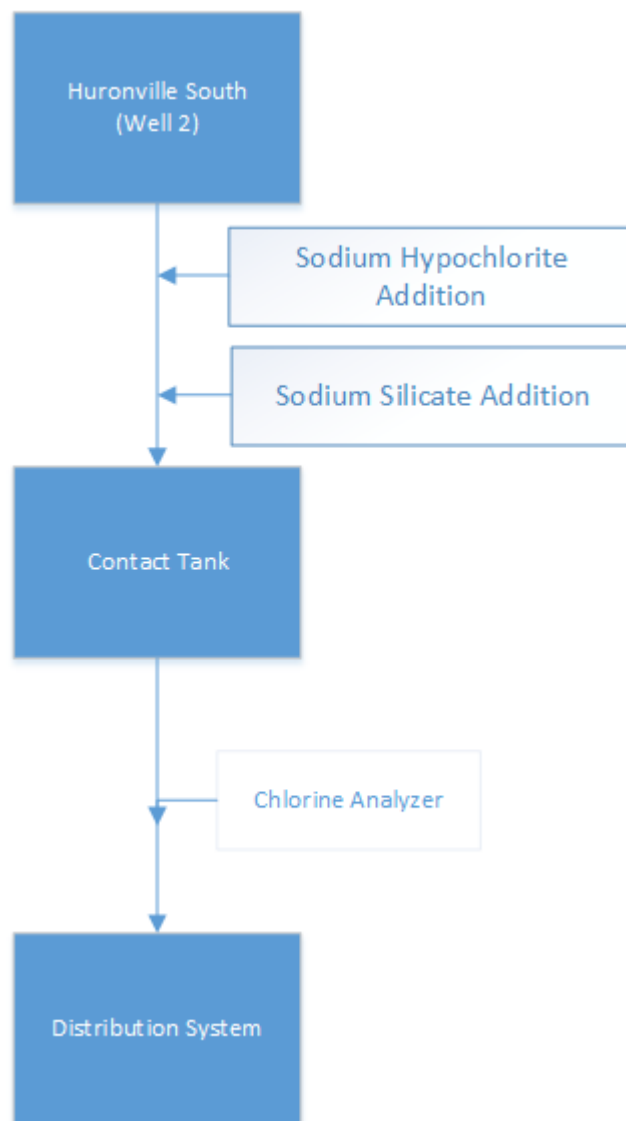 Huronville South
(Well 2)
Sodium Hypochlorite
Addition
Sodium Silicate Addition
Contact Tank
Chlorine Analyzer
Distribution System